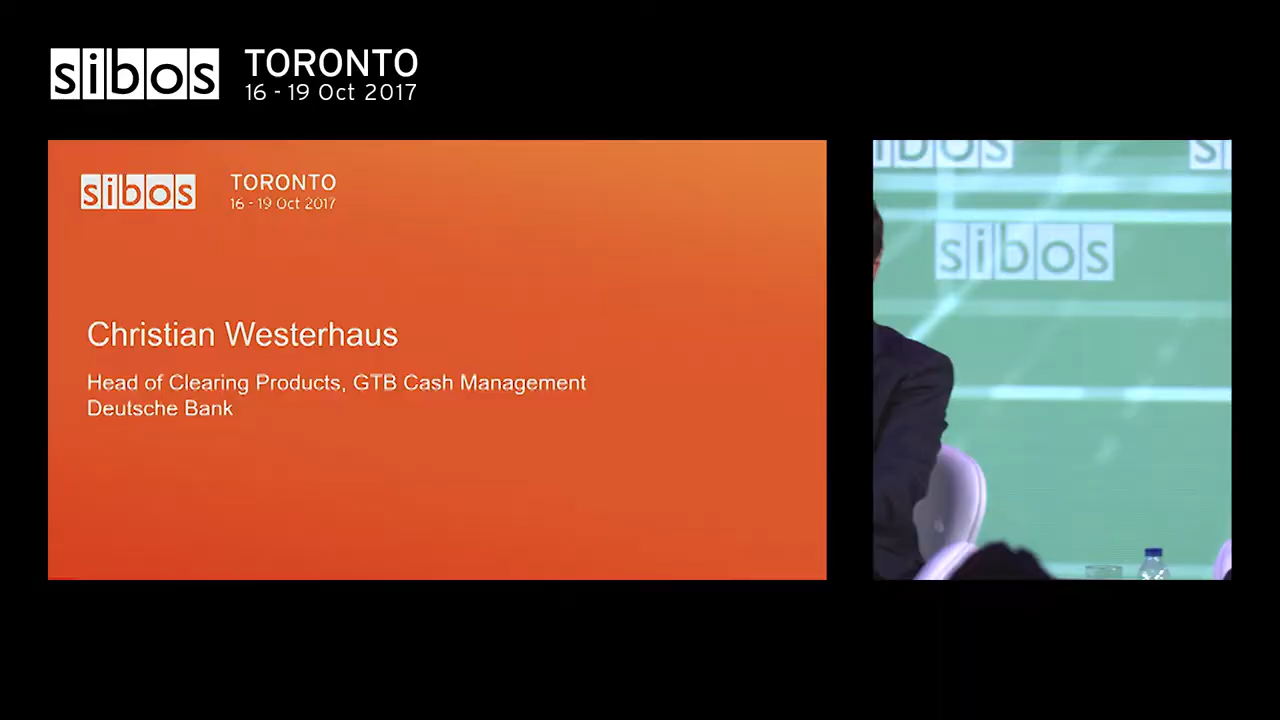 sibos
TORONTO
16 - 19 Oct 2017
sibos
TORONTO
16 - 19 Oct 2017
Christian Westerhaus
Head of Clearing Products, GTB Cash Management
Deutsche Bank
sibos